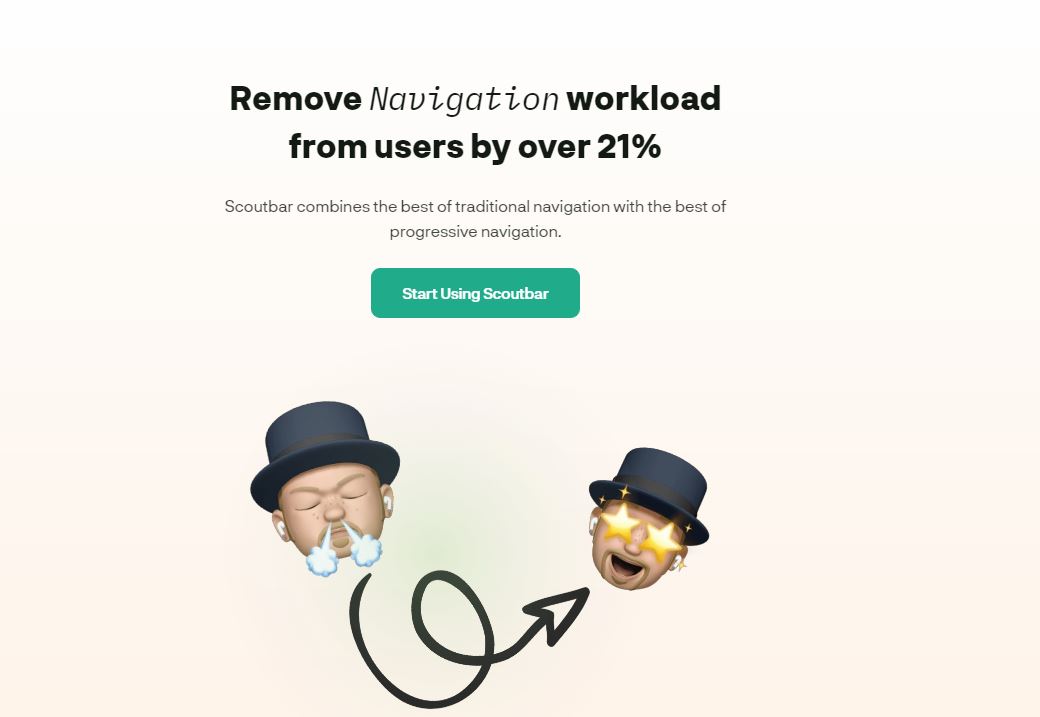 Remove Navigation workload
from users by over 21%
Scoutbar combines the best of traditional navigation with the best of
progressive navigation.
Start Using Scoutbar